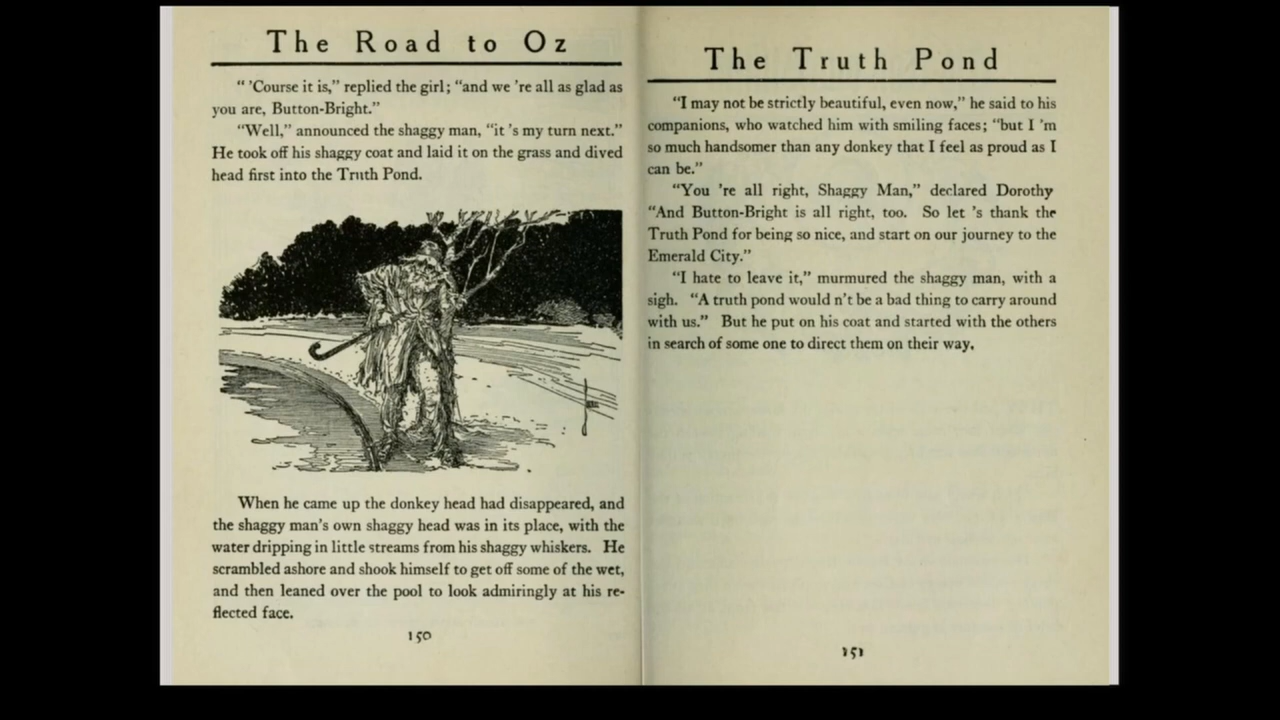 The Road to Oz
" 'Course it is," replied the girl; "and we 're all as glad as
you are, Button-Bright."
"Well," announced the shaggy man, "it 's my turn next."
He took off his shaggy coat and laid it on the grass and dived
head first into the Truth Pond.
When he came up the donkey head had disappeared, and
the shaggy man's own shaggy head was in its place, with the
water dripping in little streams from his shaggy whiskers. He
scrambled ashore and shook himself to get off some of the wet,
and then leaned over the pool to look admiringly at his re-
flected face.
150
The Truth Pond
"I may not be strictly beautiful, even now," he said to his
companions, who watched him with smiling faces; "but I 'm
so much handsomer than any donkey that I feel as proud as I
can be."
"You 're all right, Shaggy Man," declared Dorothy
"And Button-Bright is all right, too. So let 's thank the
Truth Pond for being so nice, and start on our journey to the
Emerald City."
"I hate to leave it," murmured the shaggy man, with a
sigh. "A truth pond would n't be a bad thing to carry around
with us." But he put on his coat and started with the others
in search of some one to direct them on their way.
151